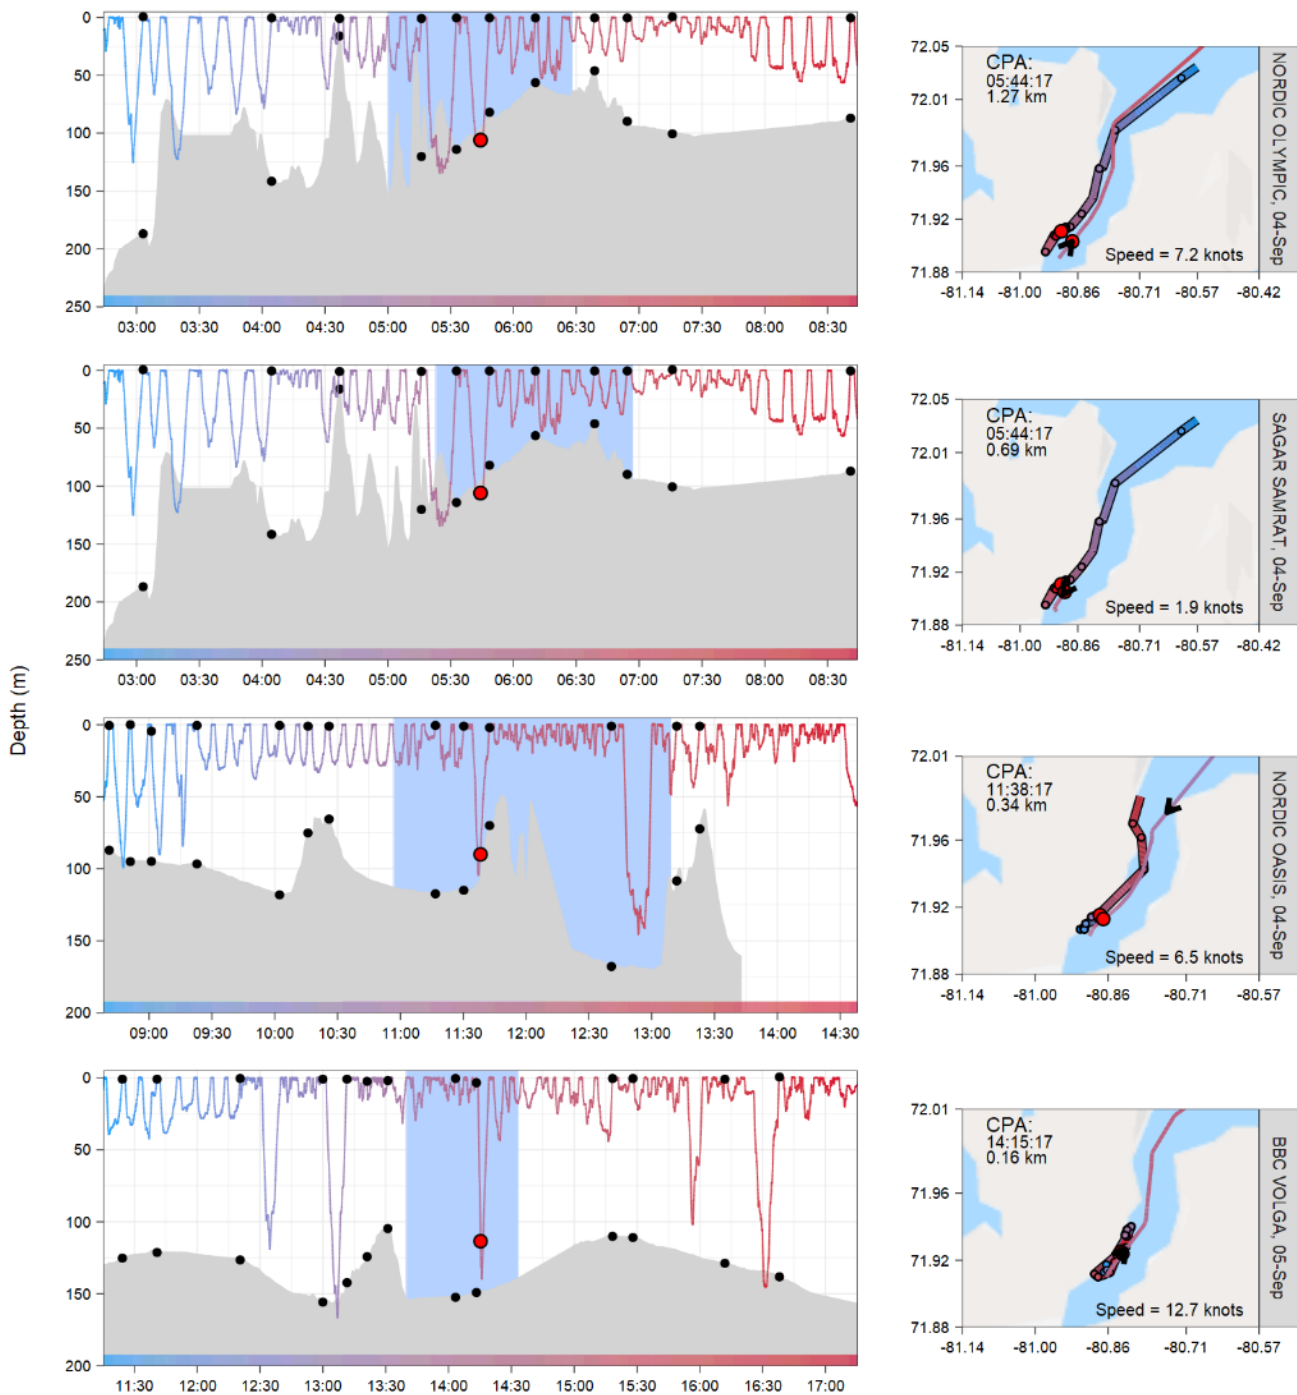 Depth (m)
0
50
100
150
200
250
03:00 03:30 04:00 04:30 05:00 05:30 06:00 06:30 07:00 07:30 08:00 08:30
CPA:
05:44:17
1.27 km
Speed = 7.2 knots
72.05
72.01
71.96
71.92
71.88
-81.14 -81.00 -80.86 -80.71 -80.57 -80.42
NORDIC OLYMPIC, 04-Sep
0
50
100
150
200
250
03:00 03:30 04:00 04:30 05:00 05:30 06:00 06:30 07:00 07:30 08:00 08:30
CPA:
05:44:17
0.69 km
Speed = 1.9 knots
72.05
72.01
71.96
71.92
71.88
-81.14 -81.00 -80.86 -80.71 -80.57 -80.42
SAGAR SAMRAT, 04-Sep
0
50
100
150
200
09:00 09:30 10:00 10:30 11:00 11:30 12:00 12:30 13:00 13:30 14:00 14:30
CPA:
11:38:17
0.34 km
Speed = 6.5 knots
72.01
71.96
71.92
71.88
-81.14 -81.00 -80.86 -80.71 -80.57
NORDIC OASIS, 04-Sep
0
50
100
150
200
11:30 12:00 12:30 13:00 13:30 14:00 14:30 15:00 15:30 16:00 16:30 17:00
CPA:
14:15:17
0.16 km
Speed = 12.7 knots
72.01
71.96
71.92
71.88
-81.14 -81.00 -80.86 -80.71 -80.57
BBC VOLGA, 05-Sep